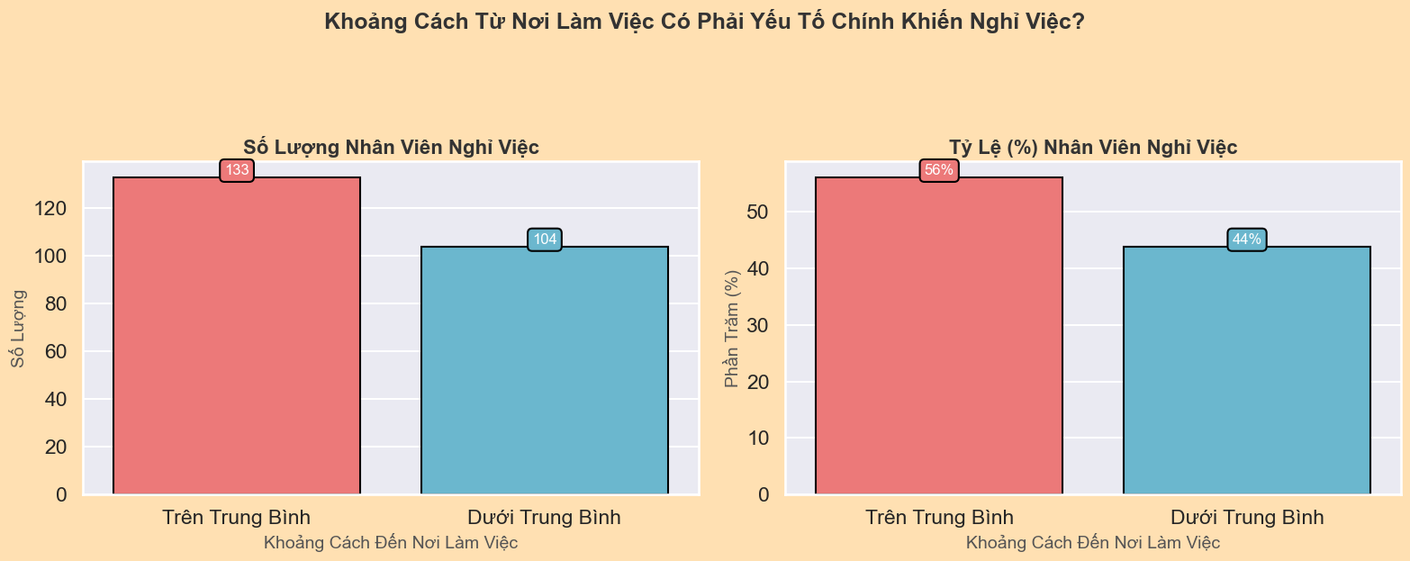 Khoảng Cách Từ Nơi Làm Việc Có Phải Yếu Tố Chính Khiến Nghỉ Việc?
Số Lượng Nhân Viên Nghỉ Việc
133
104
120
100
80
60
40
20
0
Số Lượng
Trên Trung Bình
Dưới Trung Bình
Khoảng Cách Đến Nơi Làm Việc
Tỷ Lệ (%) Nhân Viên Nghỉ Việc
56%
44%
50
40
30
20
10
0
Phần Trăm (%)
Trên Trung Bình
Dưới Trung Bình
Khoảng Cách Đến Nơi Làm Việc